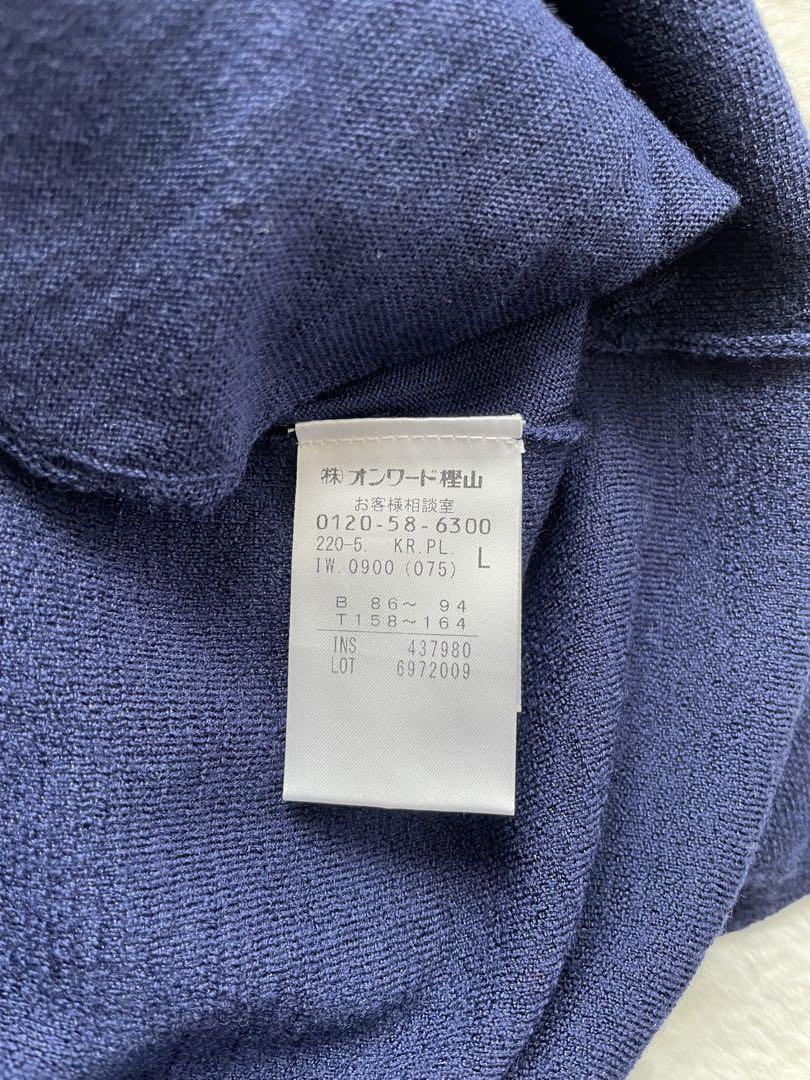 ㈱オンワード樫山
お客様相談室
0120-58-6300
220-5. KR.PL. L
IW.0900 (075)
B 86〜 94
T158〜164
INS 437980
LOT 6972009